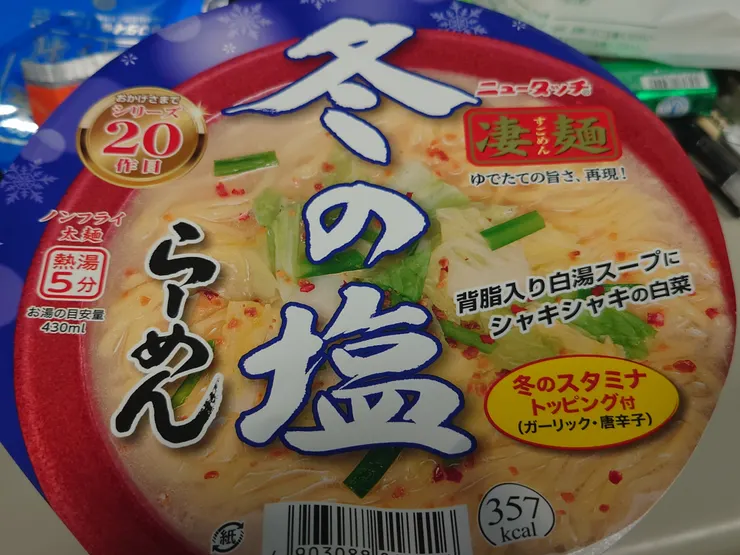 おかげさまで
シリーズ
20
作目
冬の塩
らーめん
ニュータッチ
凄麺
すごめん
ゆでたての旨さ、再現!
ノンフライ
太麺
熱湯
5分
お湯の目安量
430ml
背脂入り白湯スープに
シャキシャキの白菜
冬のスタミナ
トッピング付
(ガーリック・唐辛子)
357
kcal
紙
4 903088